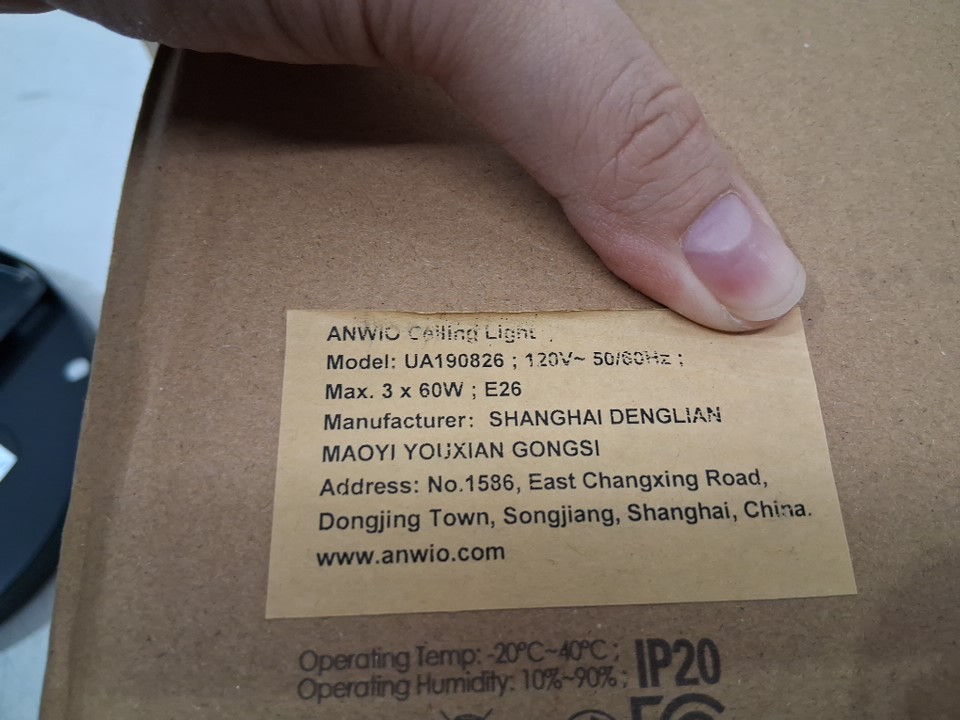 ANWIO Ceiling Light
Model: UA190826 ; 120V~ 50/60Hz ;
Max. 3 x 60W ; E26
Manufacturer: SHANGHAI DENGLIAN
MAOYI YOUXIAN GONGSI
Address: No.1586, East Changxing Road,
Dongjing Town, Songjiang, Shanghai, China.
www.anwio.com
Operating Temp: -20°C~40°C ; IP20
Operating Humidity: 10%~90% ;
FC